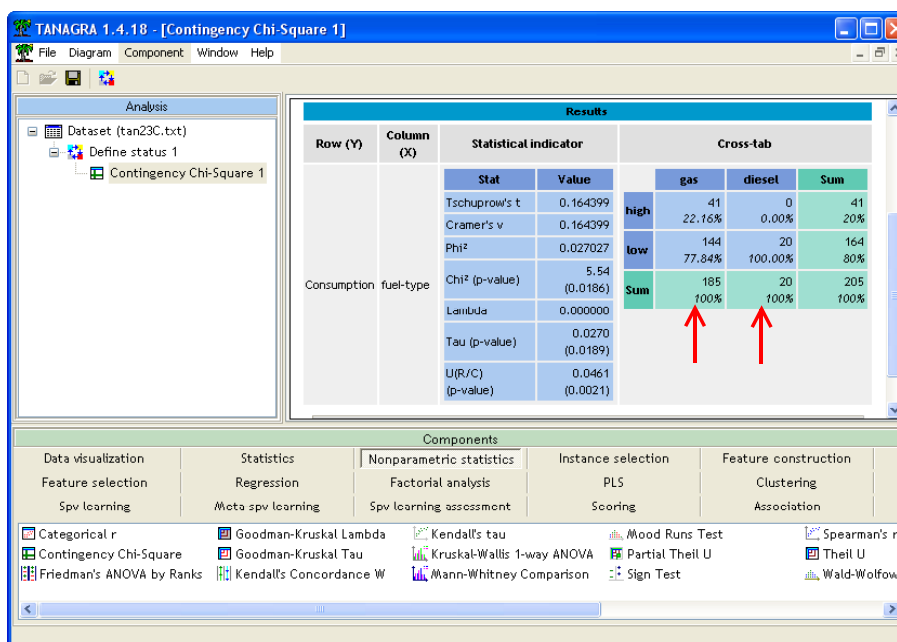 TANAGRA 1.4.18 - [Contingency Chi-Square 1]
File Diagram Component Window Help
Analysis
Dataset (tan23C.txt)
Define status 1
Contingency Chi-Square 1
Results
Row (Y) Column (X) Statistical indicator Cross-tab
Consumption fuel-type
Stat Value
Tschuprow's t 0.164399
Cramer's v 0.164399
Phi² 0.027027
Chi² (p-value) 5.54 (0.0186)
Lambda 0.000000
Tau (p-value) 0.0270 (0.0189)
U(R/C) (p-value) 0.0461 (0.0021)
gas diesel Sum
high 41 0 41
22.16% 0.00% 20%
low 144 20 164
77.84% 100.00% 80%
Sum 185 20 205
100% 100% 100%
Components
Data visualization Statistics Nonparametric statistics Instance selection Feature construction
Feature selection Regression Factorial analysis PLS Clustering
Spv learning Meta spv learning Spv learning assessment Scoring Association
Categorical r Goodman-Kruskal Lambda Kendall's tau Mood Runs Test Spearman's r
Contingency Chi-Square Goodman-Kruskal Tau Kruskal-Wallis 1-way ANOVA Partial Theil U Theil U
Friedman's ANOVA by Ranks Kendall's Concordance W Mann-Whitney Comparison Sign Test Wald-Wolfow